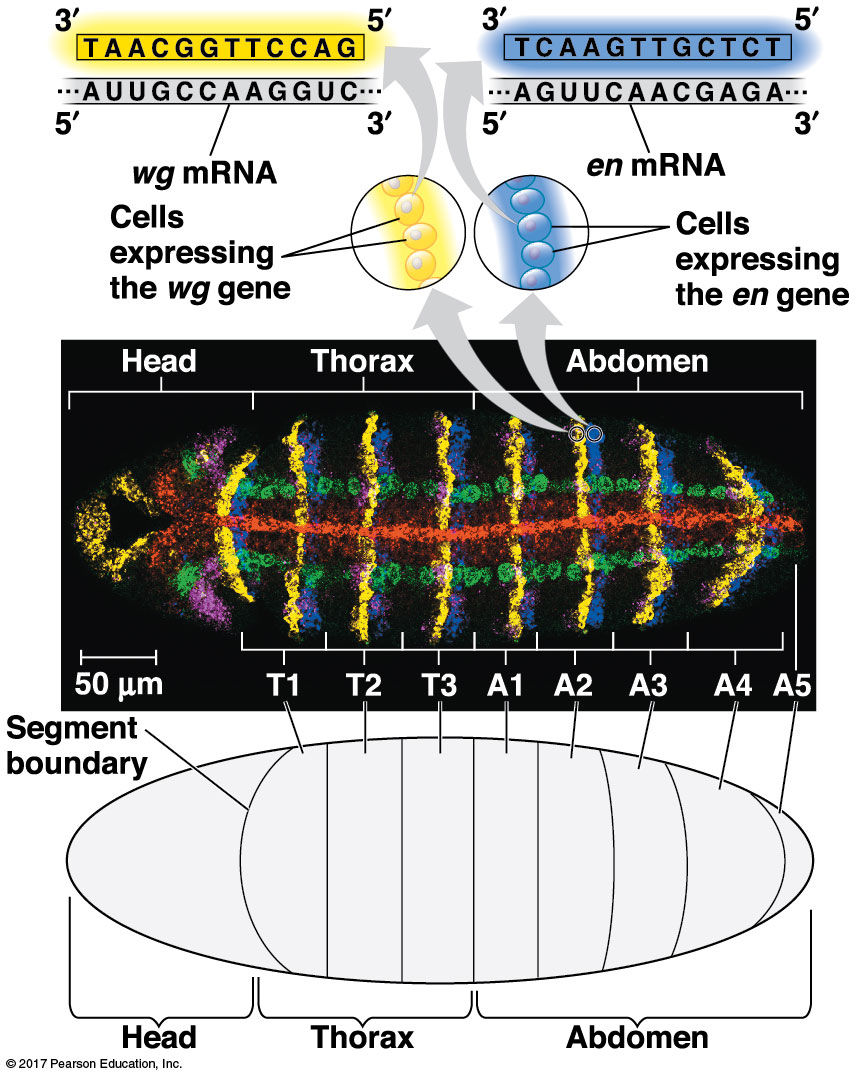 3′ 5′ 3′ 5′
TAACGGTTCCAG TCAAGTTGCTCT
···AUUGCCAAGGUC··· ···AGUUCAACGAGA···
5′ 3′ 5′ 3′
wg mRNA
en mRNA
Cells
expressing
the wg gene
Cells
expressing
the en gene
Head Thorax Abdomen
50 μm
T1 T2 T3 A1 A2 A3 A4 A5
Segment
boundary
Head Thorax Abdomen
© 2017 Pearson Education, Inc.